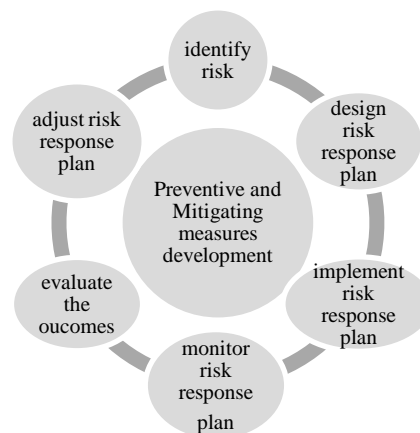 identify
risk
design
risk
response
plan
implement
risk
response
plan
monitor
risk
response
plan
evaluate
the
oucomes
adjust risk
response
plan
Preventive and
Mitigating
measures
development